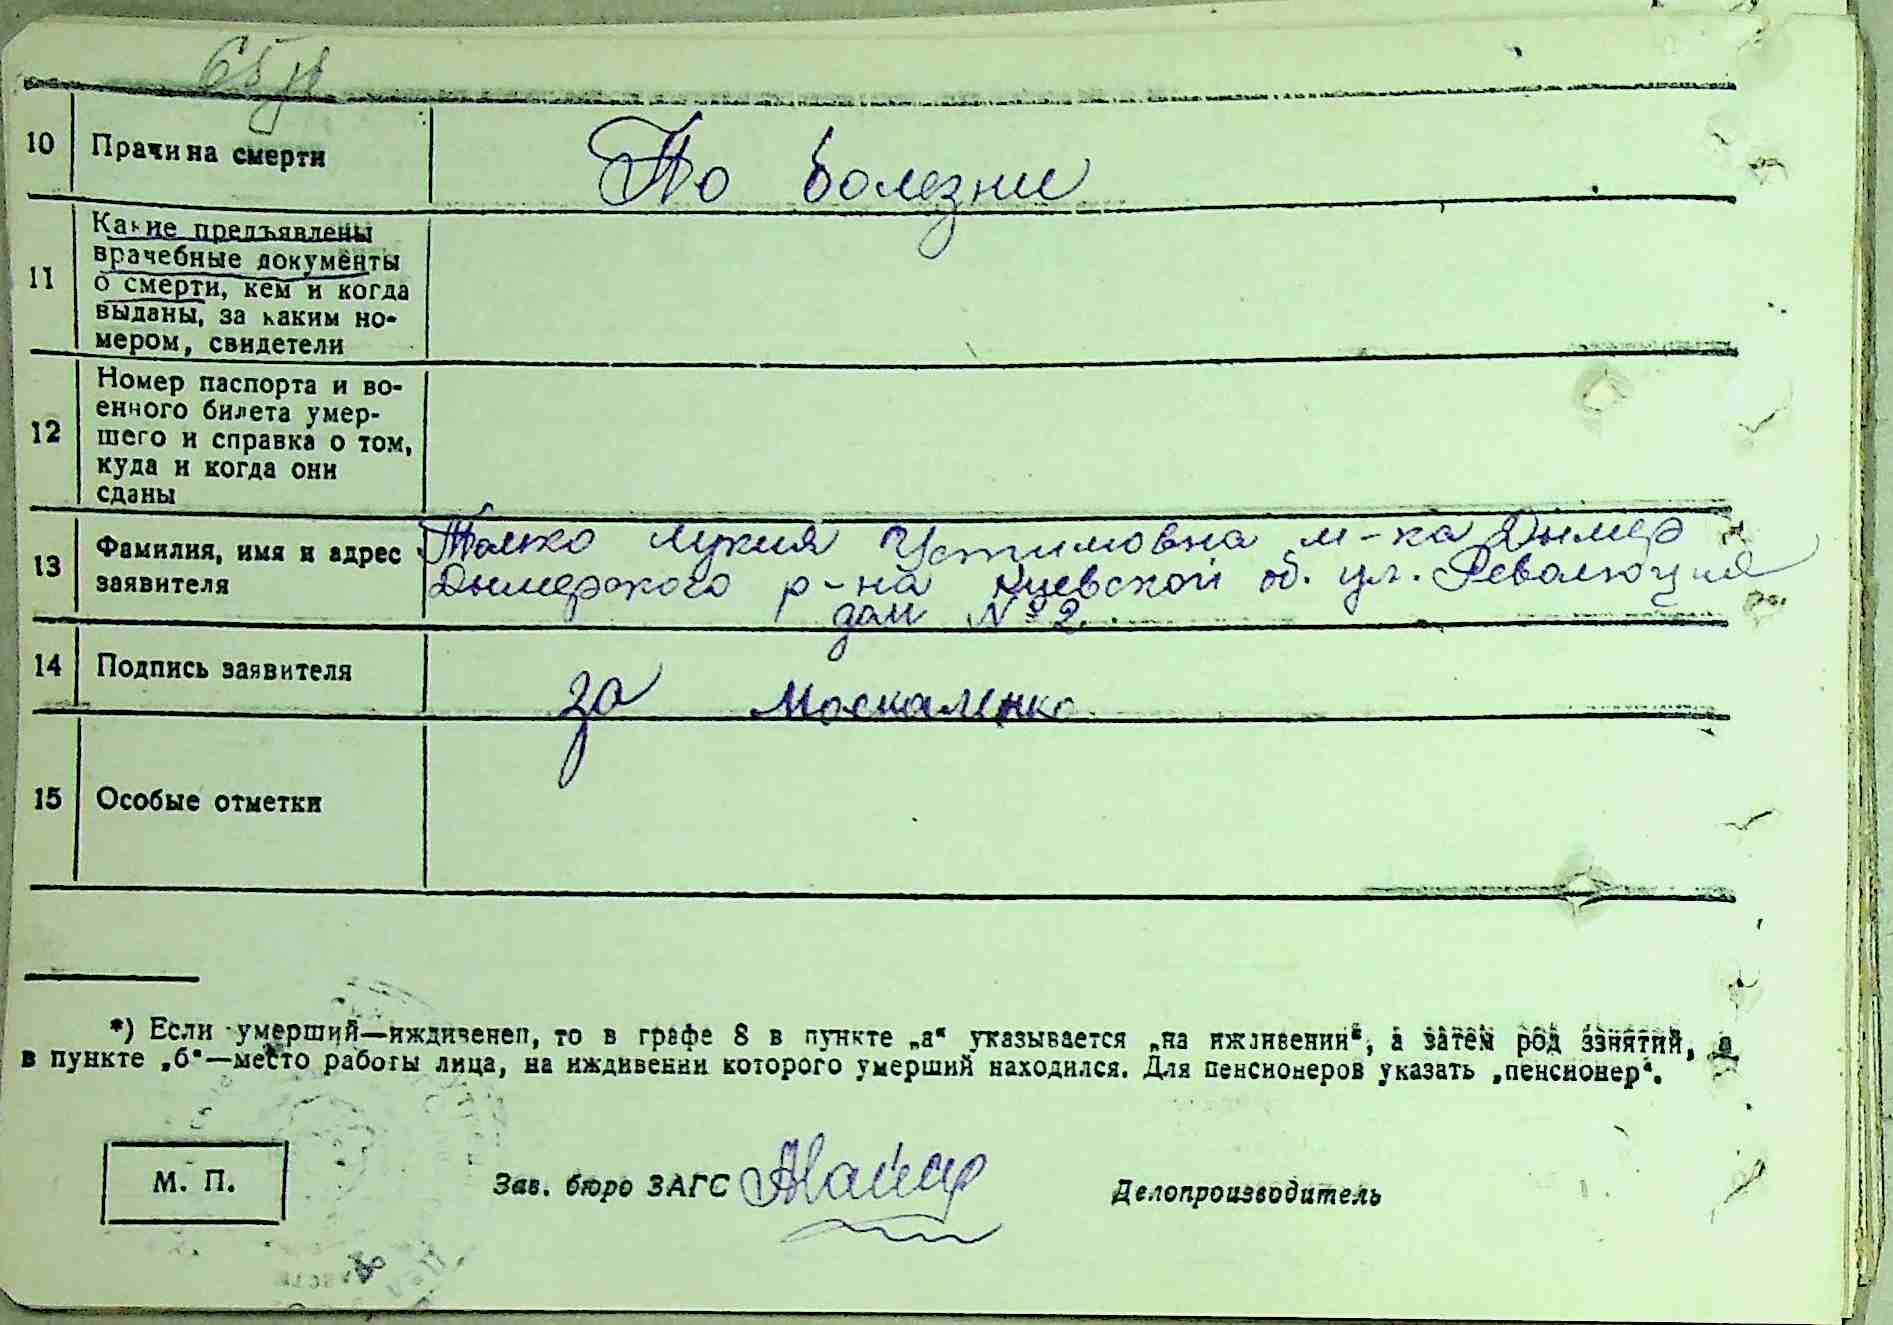 10 Причина смерти По болезни
11 Какие предъявлены
врачебные документы
о смерти, кем и когда
выданы, за каким но-
мером, свидетели
12 Номер паспорта и во-
енного билета умер-
шего и справка о том,
куда и когда они
сданы
13 Фамилия, имя и адрес
заявителя
Лукия Устимовна м-ка Дымер
Дымерского р-на Киевской об. ул. Революция
дом № 2.
14 Подпись заявителя за Москаленко
15 Особые отметки
*) Если умерший—иждивенец, то в графе 8 в пункте „а“ указывается „на иждивении“, а затем род занятий, а
в пункте „б“—место работы лица, на иждивении которого умерший находился. Для пенсионеров указать „пенсионер“.
М. П. Зав. бюро ЗАГС Делопроизводитель